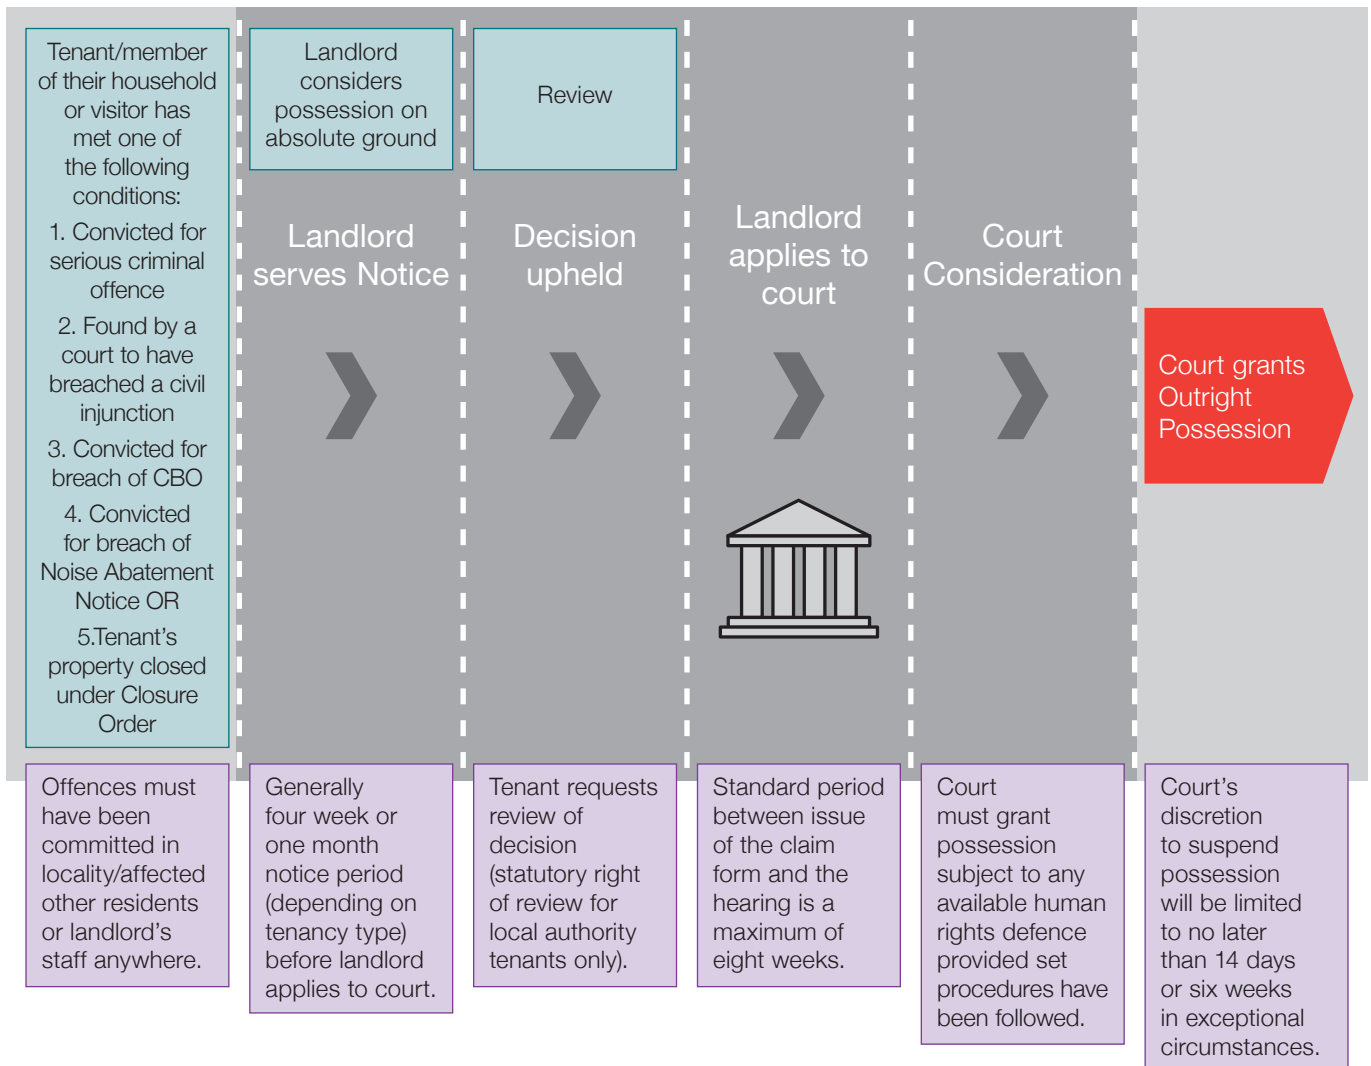 Tenant/member
of their household
or visitor has
met one of
the following
conditions:
1. Convicted for
serious criminal
offence
2. Found by a
court to have
breached a civil
injunction
3. Convicted for
breach of CBO
4. Convicted
for breach of
Noise Abatement
Notice OR
5.Tenant's
property closed
under Closure
Order
Landlord
considers
possession on
absolute ground
Review
Landlord
serves Notice
Decision
upheld
Landlord
applies to
court
Court
Consideration
Court grants
Outright
Possession
Offences must
have been
committed in
locality/affected
other residents
or landlord's
staff anywhere.
Generally
four week or
one month
notice period
(depending on
tenancy type)
before landlord
applies to court.
Tenant requests
review of
decision
(statutory right
of review for
local authority
tenants only).
Standard period
between issue
of the claim
form and the
hearing is a
maximum of
eight weeks.
Court
must grant
possession
subject to any
available human
rights defence
provided set
procedures have
been followed.
Court's
discretion
to suspend
possession
will be limited
to no later
than 14 days
or six weeks
in exceptional
circumstances.